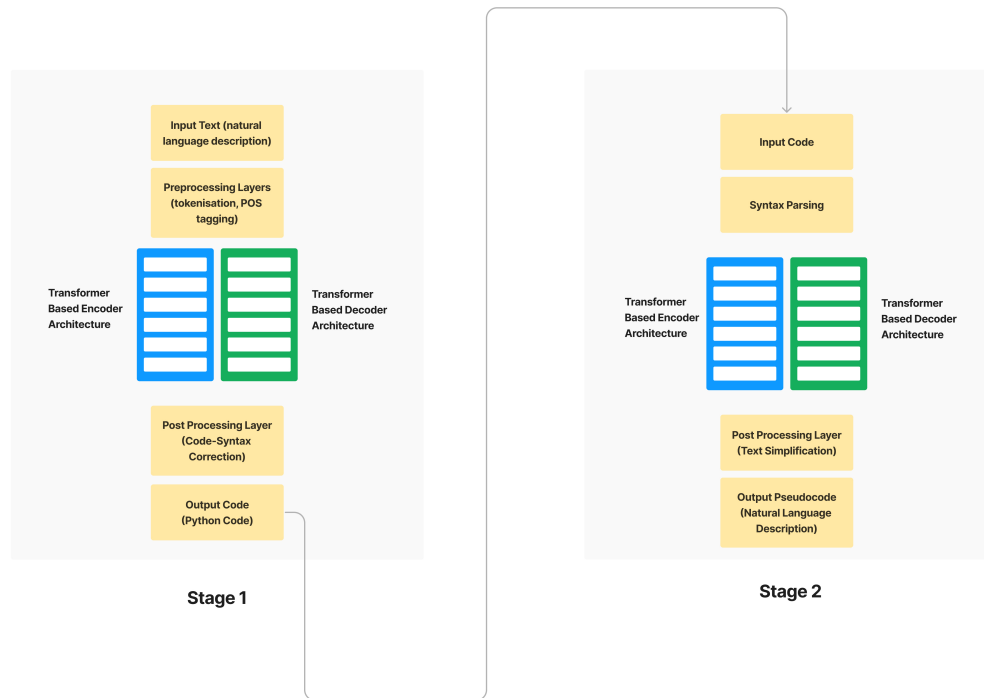 Input Text (natural
language description)
Preprocessing Layers
(tokenisation, POS
tagging)
Transformer
Based Encoder
Architecture
Transformer
Based Decoder
Architecture
Post Processing Layer
(Code-Syntax
Correction)
Output Code
(Python Code)
Stage 1
Input Code
Syntax Parsing
Transformer
Based Encoder
Architecture
Transformer
Based Decoder
Architecture
Post Processing Layer
(Text Simplification)
Output Pseudocode
(Natural Language
Description)
Stage 2